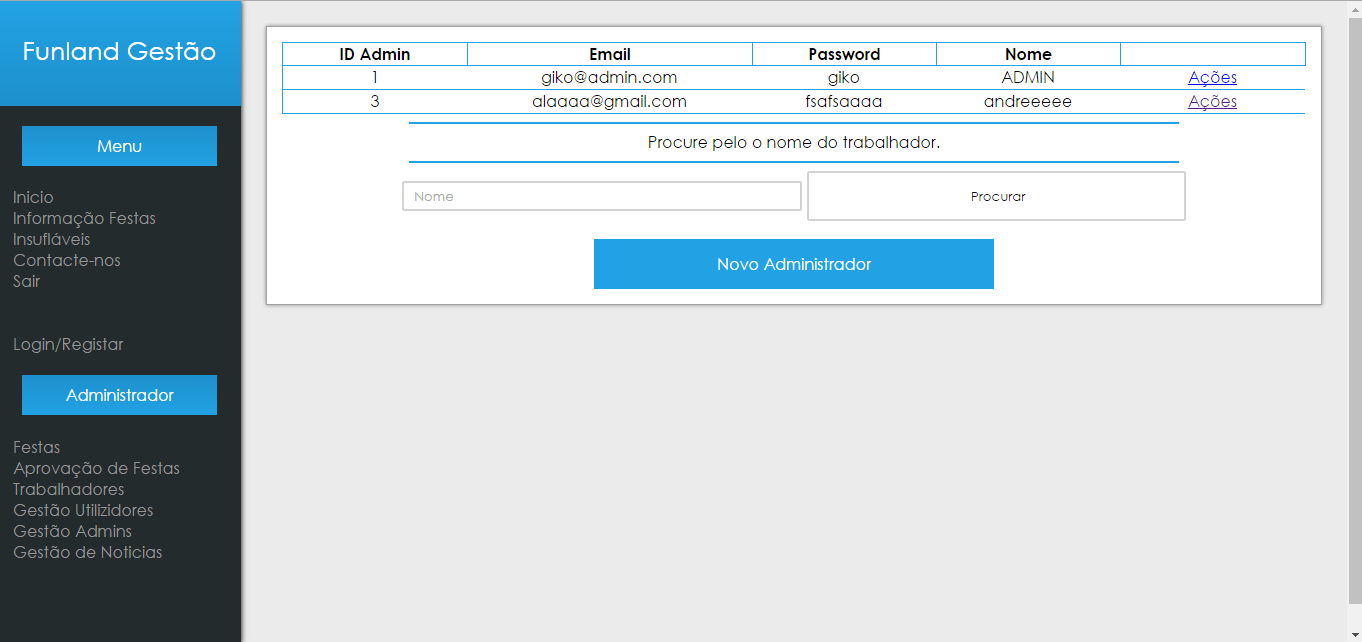 Funland Gestão
Menu
Inicio
Informação Festas
Insufláveis
Contacte-nos
Sair
Login/Registar
Administrador
Festas
Aprovação de Festas
Trabalhadores
Gestão Utilizidores
Gestão Admins
Gestão de Noticias
ID Admin Email Password Nome
1 giko@admin.com giko ADMIN Ações
3 alaaaa@gmail.com fsafsaaaa andreeeee Ações
Procure pelo o nome do trabalhador.
Nome Procurar
Novo Administrador